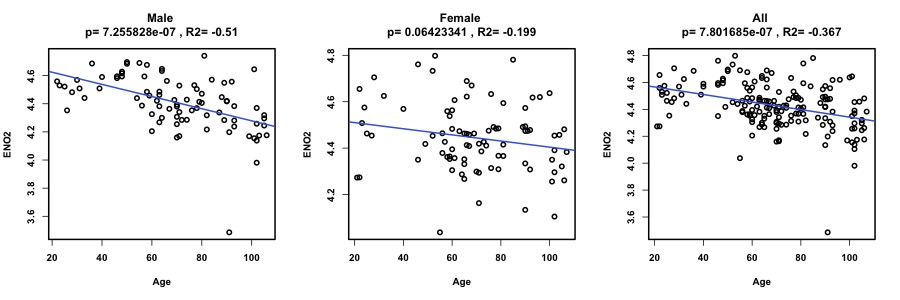 Male
p= 7.255828e-07 , R2= -0.51
ENO2
4.6
4.4
4.2
4.0
3.8
3.6
20 40 60 80 100
Age
Female
p= 0.06423341 , R2= -0.199
ENO2
4.8
4.6
4.4
4.2
20 40 60 80 100
Age
All
p= 7.801685e-07 , R2= -0.367
ENO2
4.8
4.6
4.4
4.2
4.0
3.8
3.6
20 40 60 80 100
Age